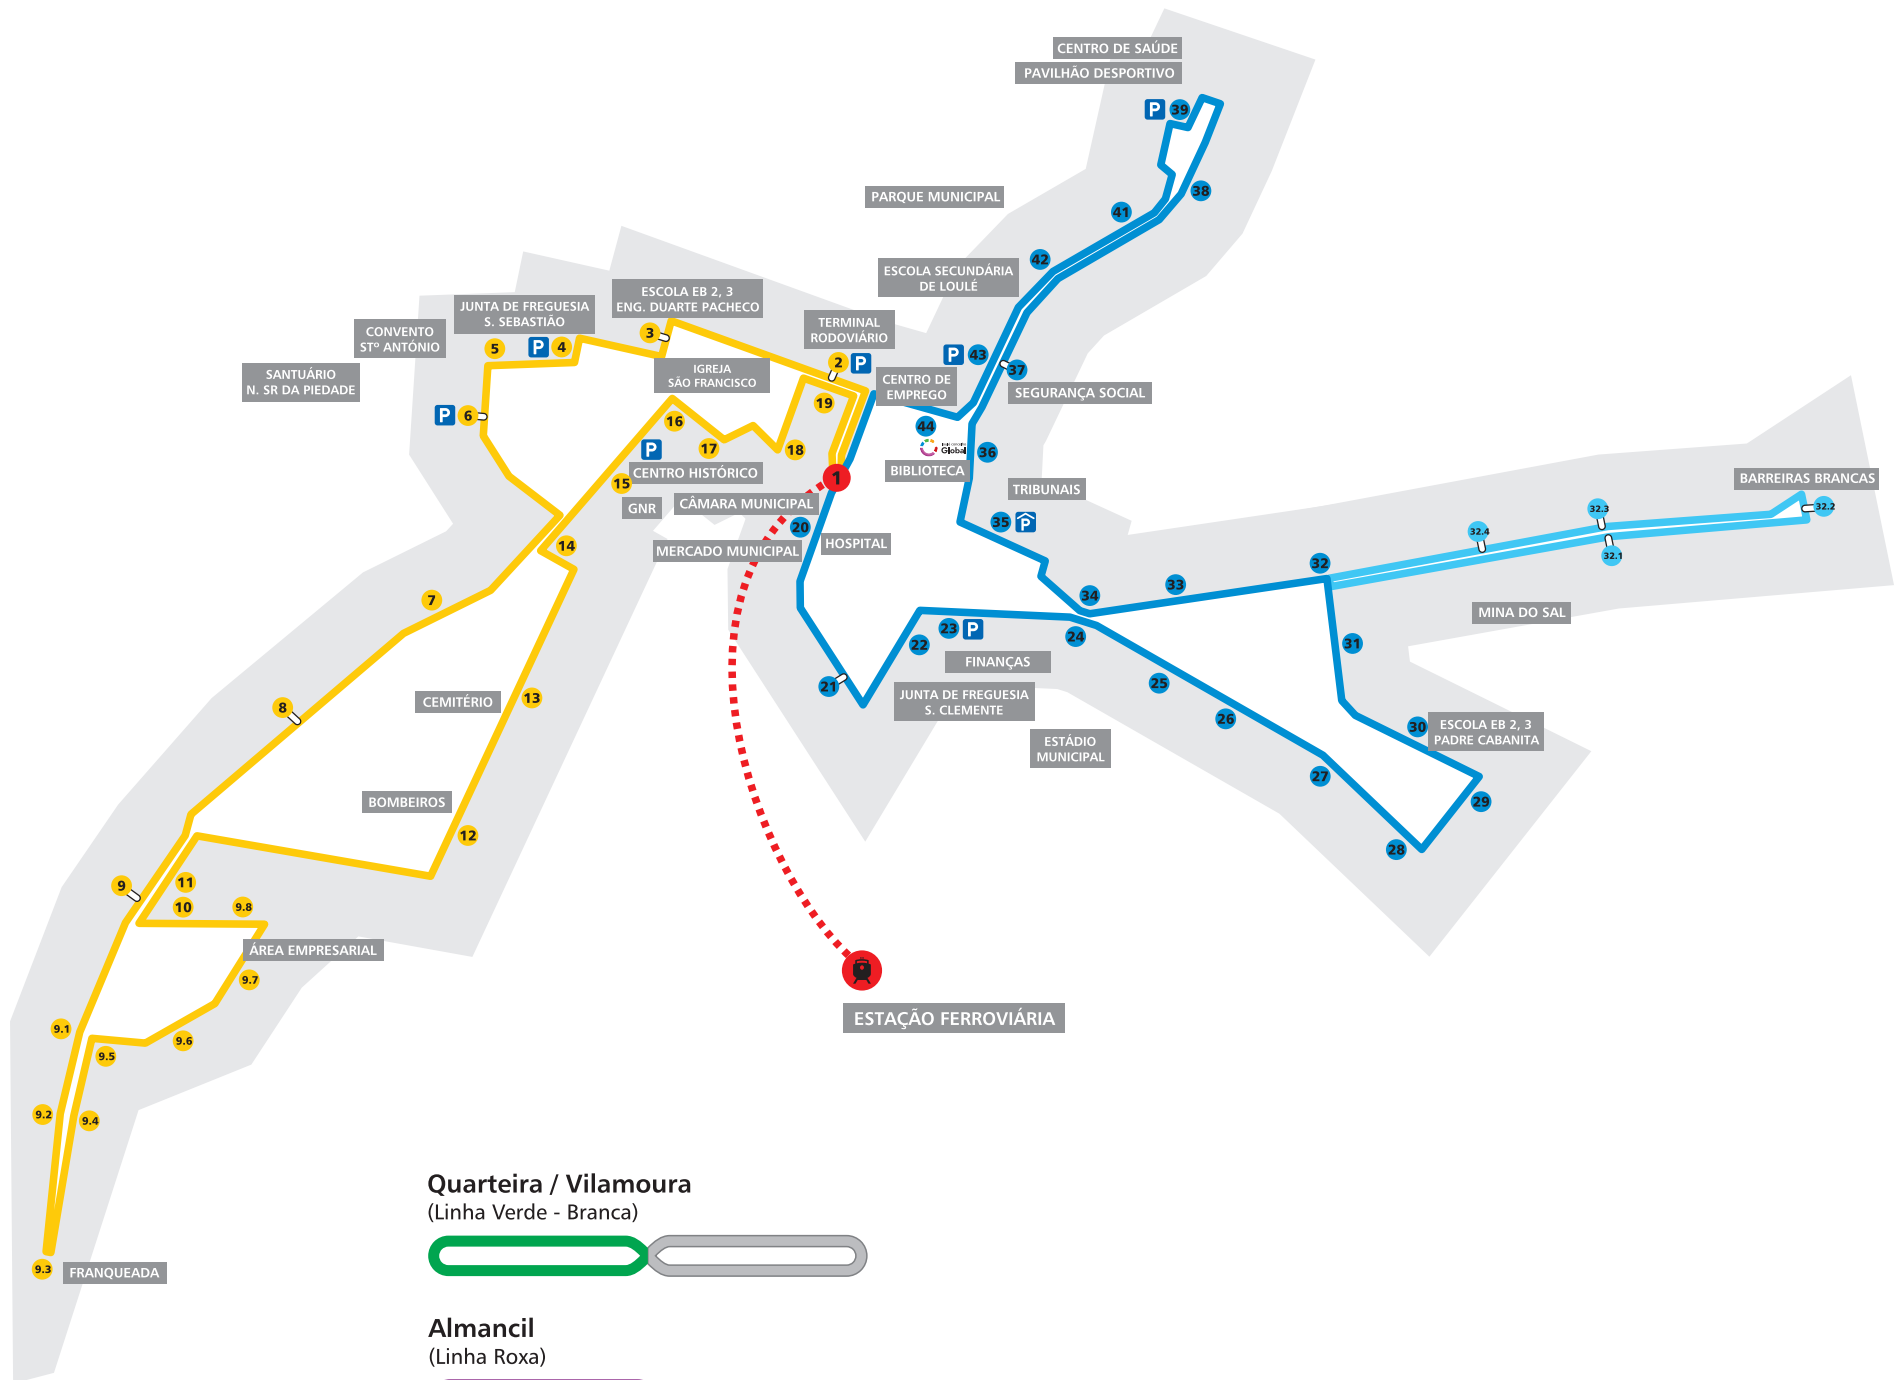 CENTRO DE SAÚDE
PAVILHÃO DESPORTIVO
P
39
38
PARQUE MUNICIPAL
41
42
ESCOLA SECUNDÁRIA
DE LOULÉ
ESCOLA EB 2, 3
ENG. DUARTE PACHECO
JUNTA DE FREGUESIA
S. SEBASTIÃO
CONVENTO
STº ANTÓNIO
SANTUÁRIO
N. SR DA PIEDADE
TERMINAL
RODOVIÁRIO
3
5
P
4
2
P
P
43
37
IGREJA
SÃO FRANCISCO
CENTRO DE
EMPREGO
SEGURANÇA SOCIAL
P
6
16
19
44
Global
36
17
18
P
BIBLIOTECA
CENTRO HISTÓRICO
15
1
GNR
CÂMARA MUNICIPAL
TRIBUNAIS
BARREIRAS BRANCAS
32.3
32.2
32.4
32.1
35
P
20
14
MERCADO MUNICIPAL
HOSPITAL
32
33
34
7
MINA DO SAL
22
23
P
24
31
FINANÇAS
21
25
JUNTA DE FREGUESIA
S. CLEMENTE
CEMITÉRIO
13
8
26
30
ESCOLA EB 2, 3
PADRE CABANITA
ESTÁDIO
MUNICIPAL
27
29
BOMBEIROS
12
28
9
11
10
9.8
ÁREA EMPRESARIAL
9.7
ESTAÇÃO FERROVIÁRIA
9.1
9.6
9.5
9.2
9.4
9.3
FRANQUEADA
Quarteira / Vilamoura
(Linha Verde - Branca)
Almancil
(Linha Roxa)